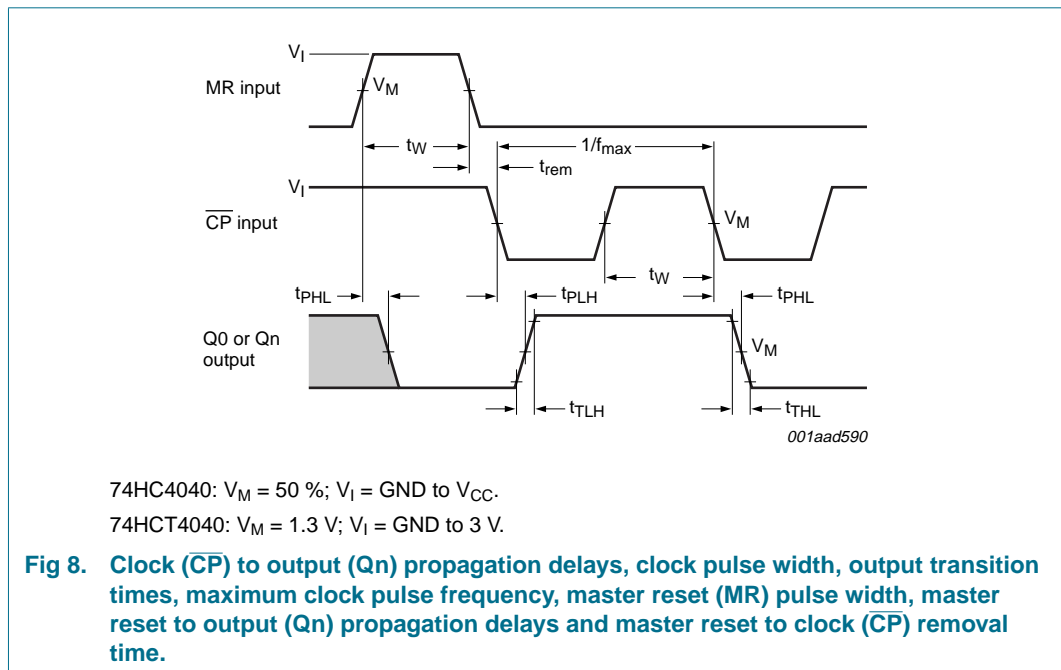 VI
MR input
VM
tW
1/fmax
trem
VI
C̅P̅ input
VM
tW
tPHL
tPLH
tPHL
Q0 or Qn
output
VM
tTLH
tTHL
001aad590
74HC4040: VM = 50 %; VI = GND to VCC.
74HCT4040: VM = 1.3 V; VI = GND to 3 V.
Fig 8. Clock (C̅P̅) to output (Qn) propagation delays, clock pulse width, output transition
times, maximum clock pulse frequency, master reset (MR) pulse width, master
reset to output (Qn) propagation delays and master reset to clock (C̅P̅) removal
time.